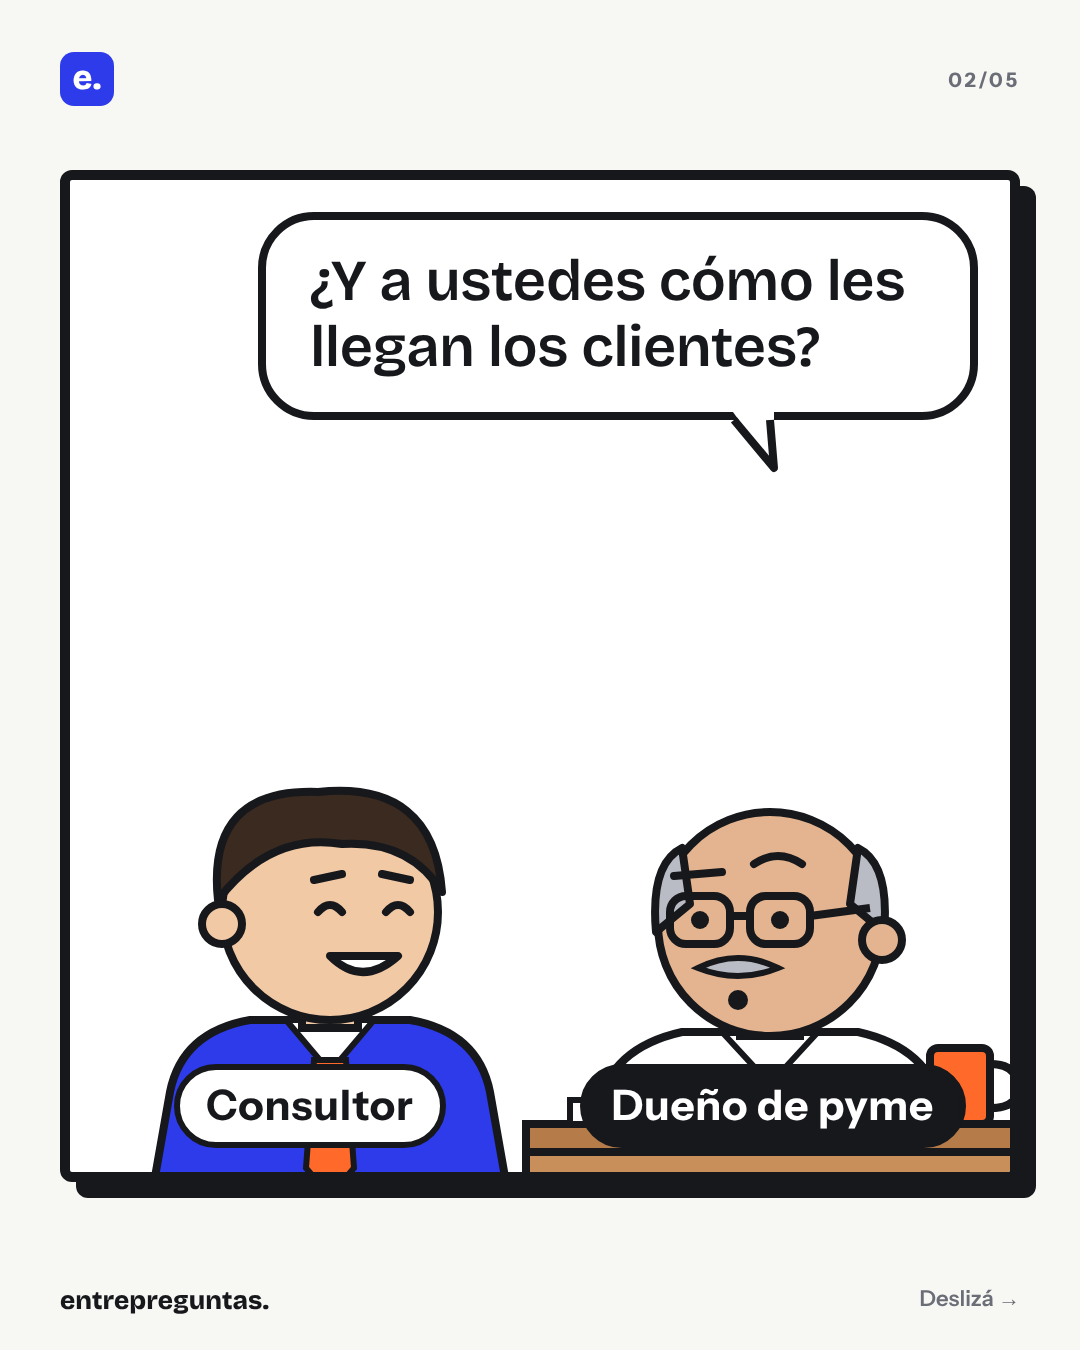 e.
02/05
¿Y a ustedes cómo les
llegan los clientes?
Consultor
Dueño de pyme
entrepreguntas.
Deslizá →